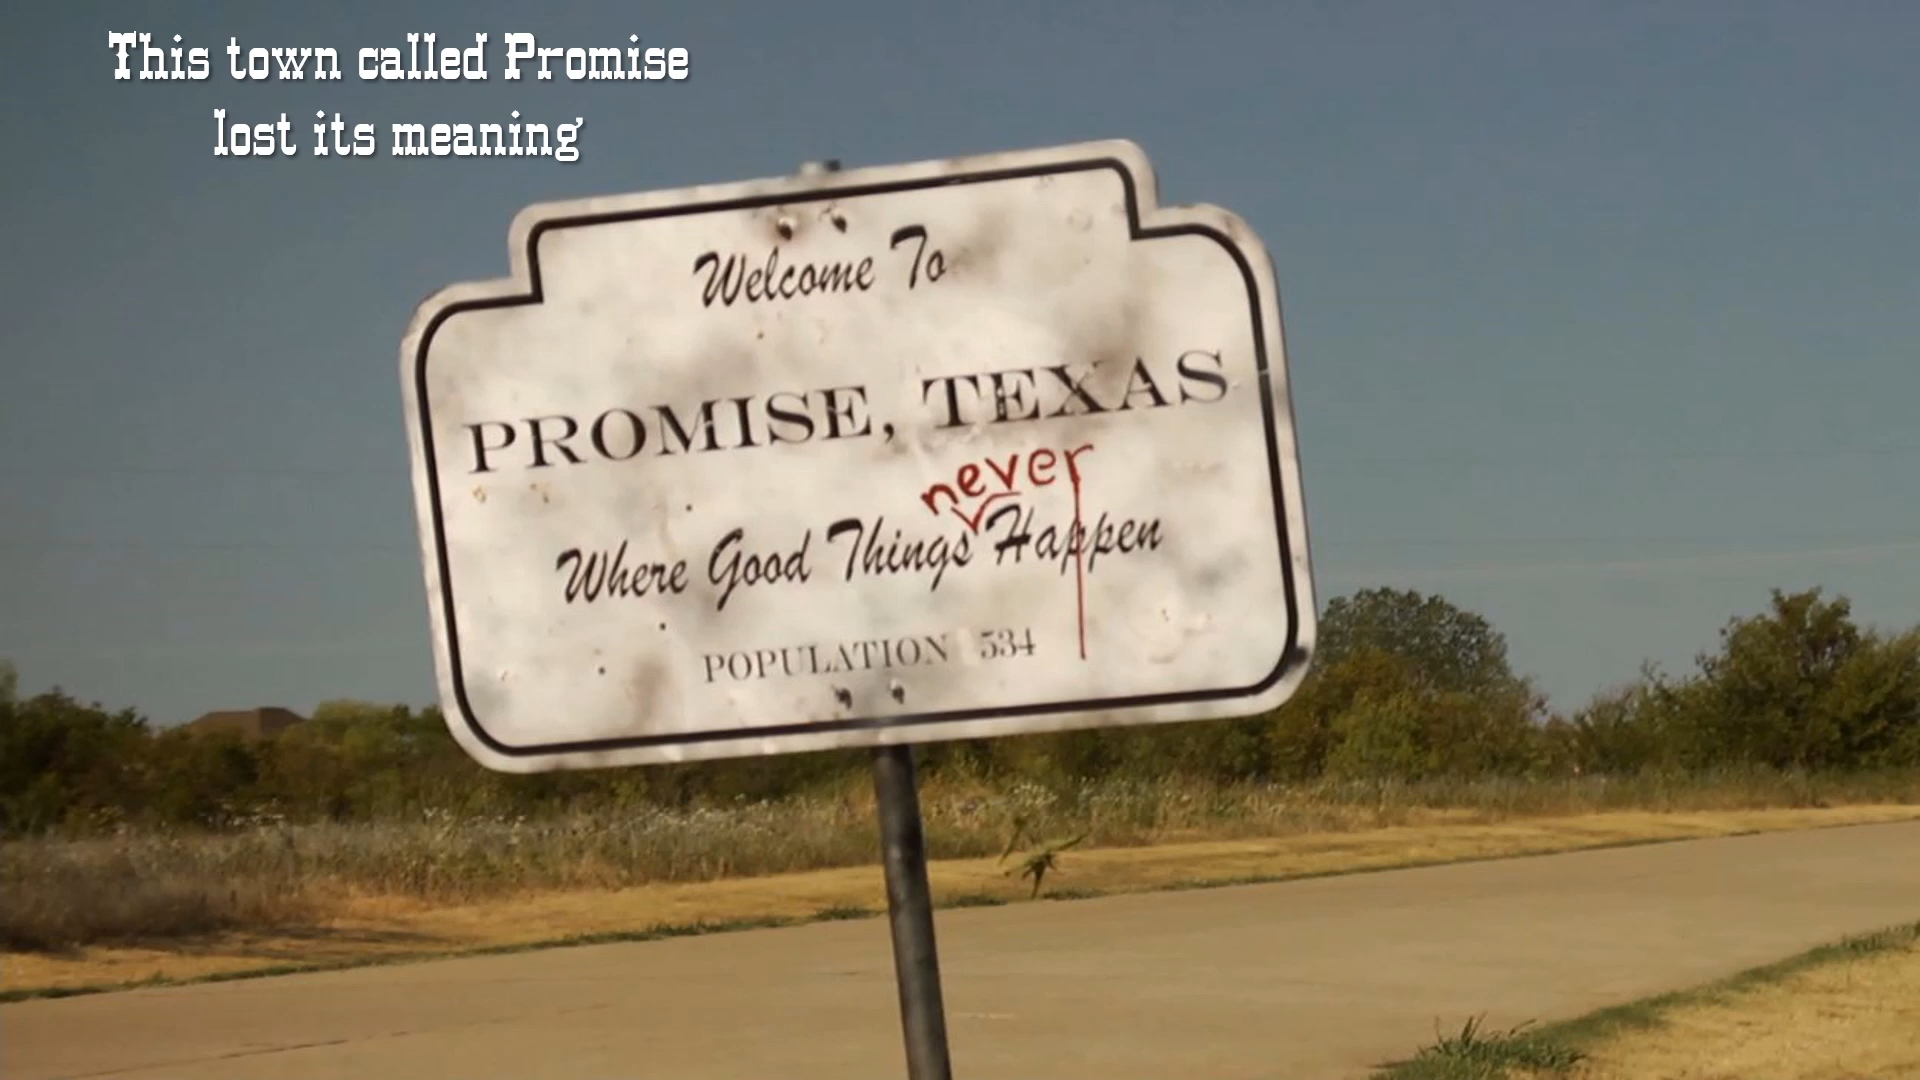 This town called Promise
lost its meaning
Welcome To
PROMISE, TEXAS
never
Where Good Things Happen
POPULATION 534